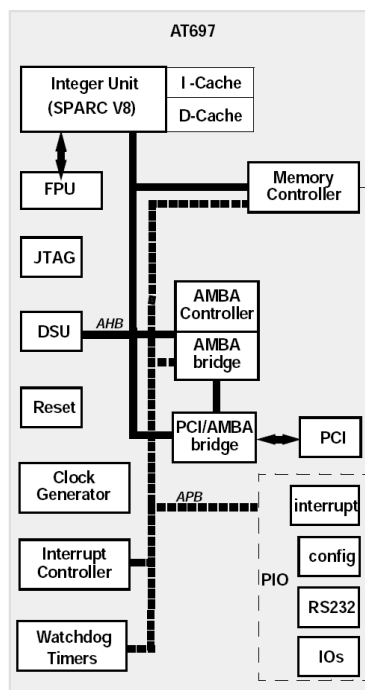 AT697
Integer Unit
(SPARC V8)
I -Cache
D-Cache
FPU
Memory
Controller
JTAG
AMBA
Controller
DSU
AHB
AMBA
bridge
Reset
PCI/AMBA
bridge
PCI
Clock
Generator
APB
interrupt
Interrupt
Controller
config
PIO
RS232
Watchdog
Timers
IOs